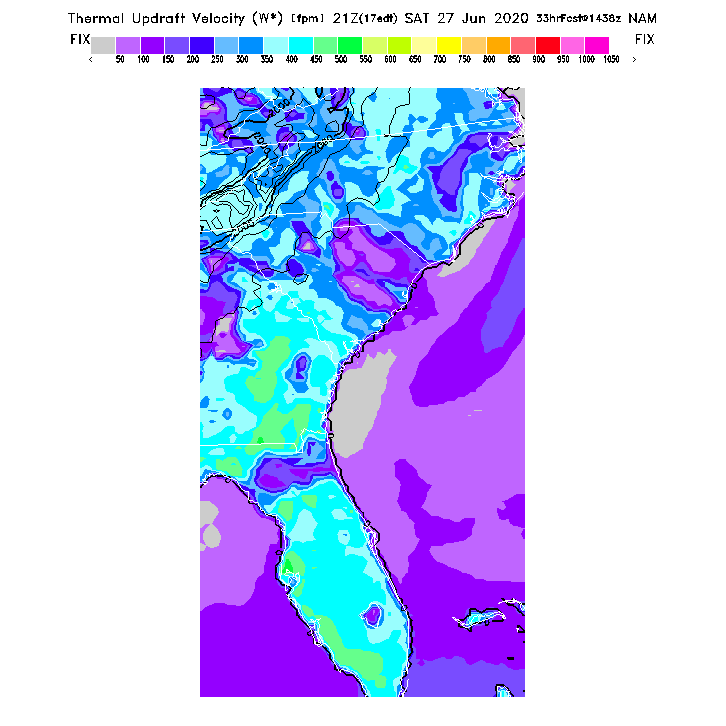 Thermal Updraft Velocity (W*) [fpm] 21Z(17edt) SAT 27 Jun 2020 33hrFcst@1438z NAM
FIX FIX
< 50 100 150 200 250 300 350 400 450 500 550 600 650 700 750 800 850 900 950 1000 1050 >